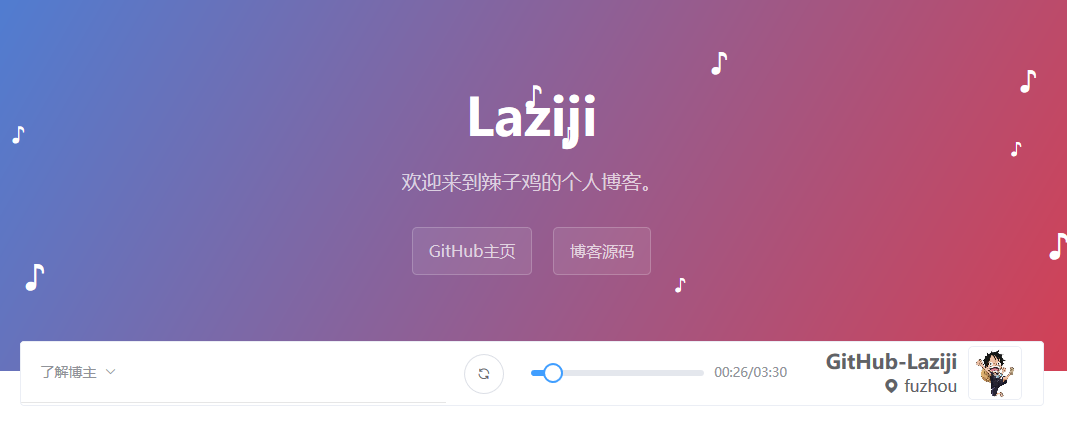 Laziji
欢迎来到辣子鸡的个人博客。
GitHub主页
博客源码
了解博主
00:26/03:30
GitHub-Laziji
fuzhou